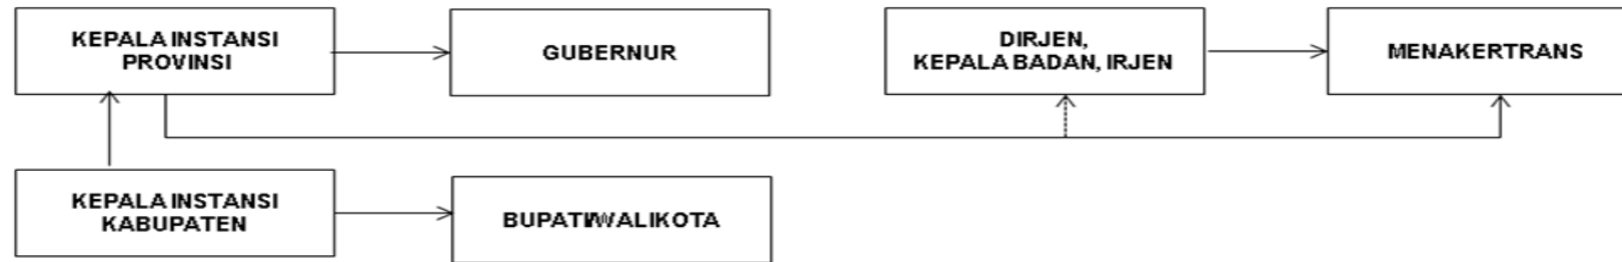 KEPALA INSTANSI
PROVINSI
GUBERNUR
DIRJEN,
KEPALA BADAN, IRJEN
MENAKERTRANS
KEPALA INSTANSI
KABUPATEN
BUPATI/WALIKOTA